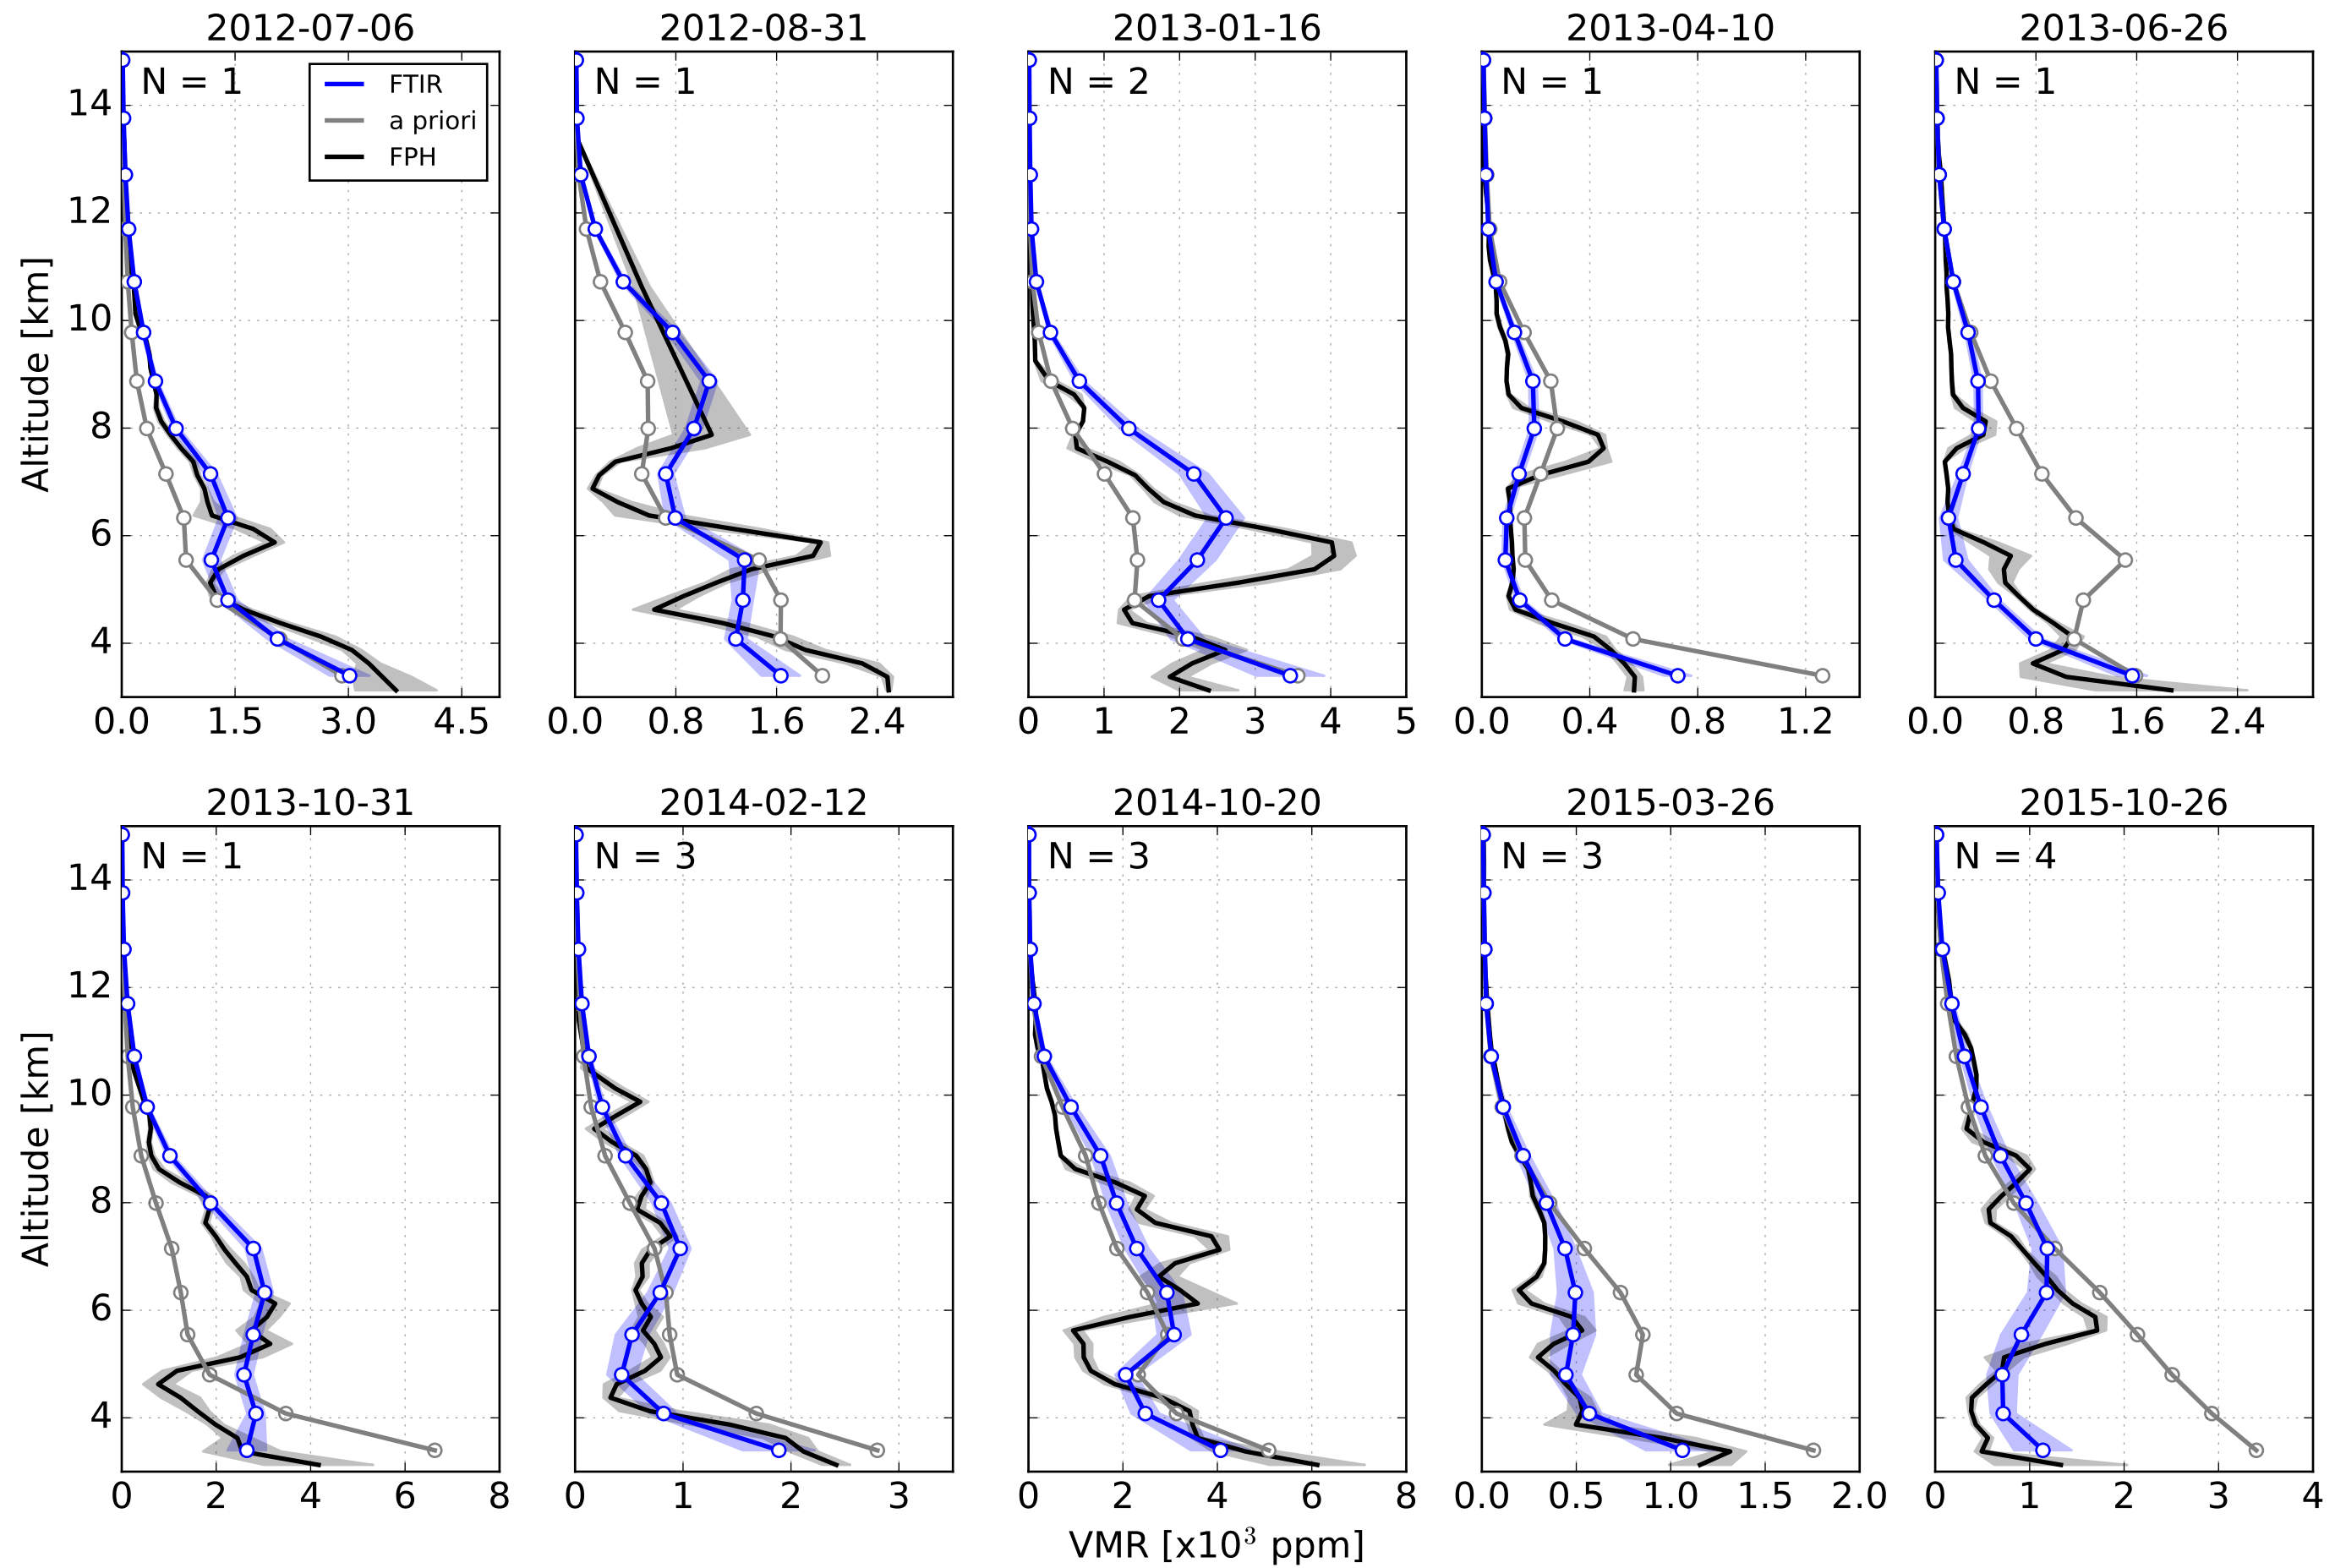 2012-07-06 2012-08-31 2013-01-16 2013-04-10 2013-06-26
N = 1 N = 1 N = 2 N = 1 N = 1
FTIR
a priori
FPH
Altitude [km]
14
12
10
8
6
4
0.0 1.5 3.0 4.5 0.0 0.8 1.6 2.4 0 1 2 3 4 5 0.0 0.4 0.8 1.2 0.0 0.8 1.6 2.4
2013-10-31 2014-02-12 2014-10-20 2015-03-26 2015-10-26
N = 1 N = 3 N = 3 N = 3 N = 4
Altitude [km]
14
12
10
8
6
4
0 2 4 6 8 0 1 2 3 0 2 4 6 8 0.0 0.5 1.0 1.5 2.0 0 1 2 3 4
VMR [x10³ ppm]